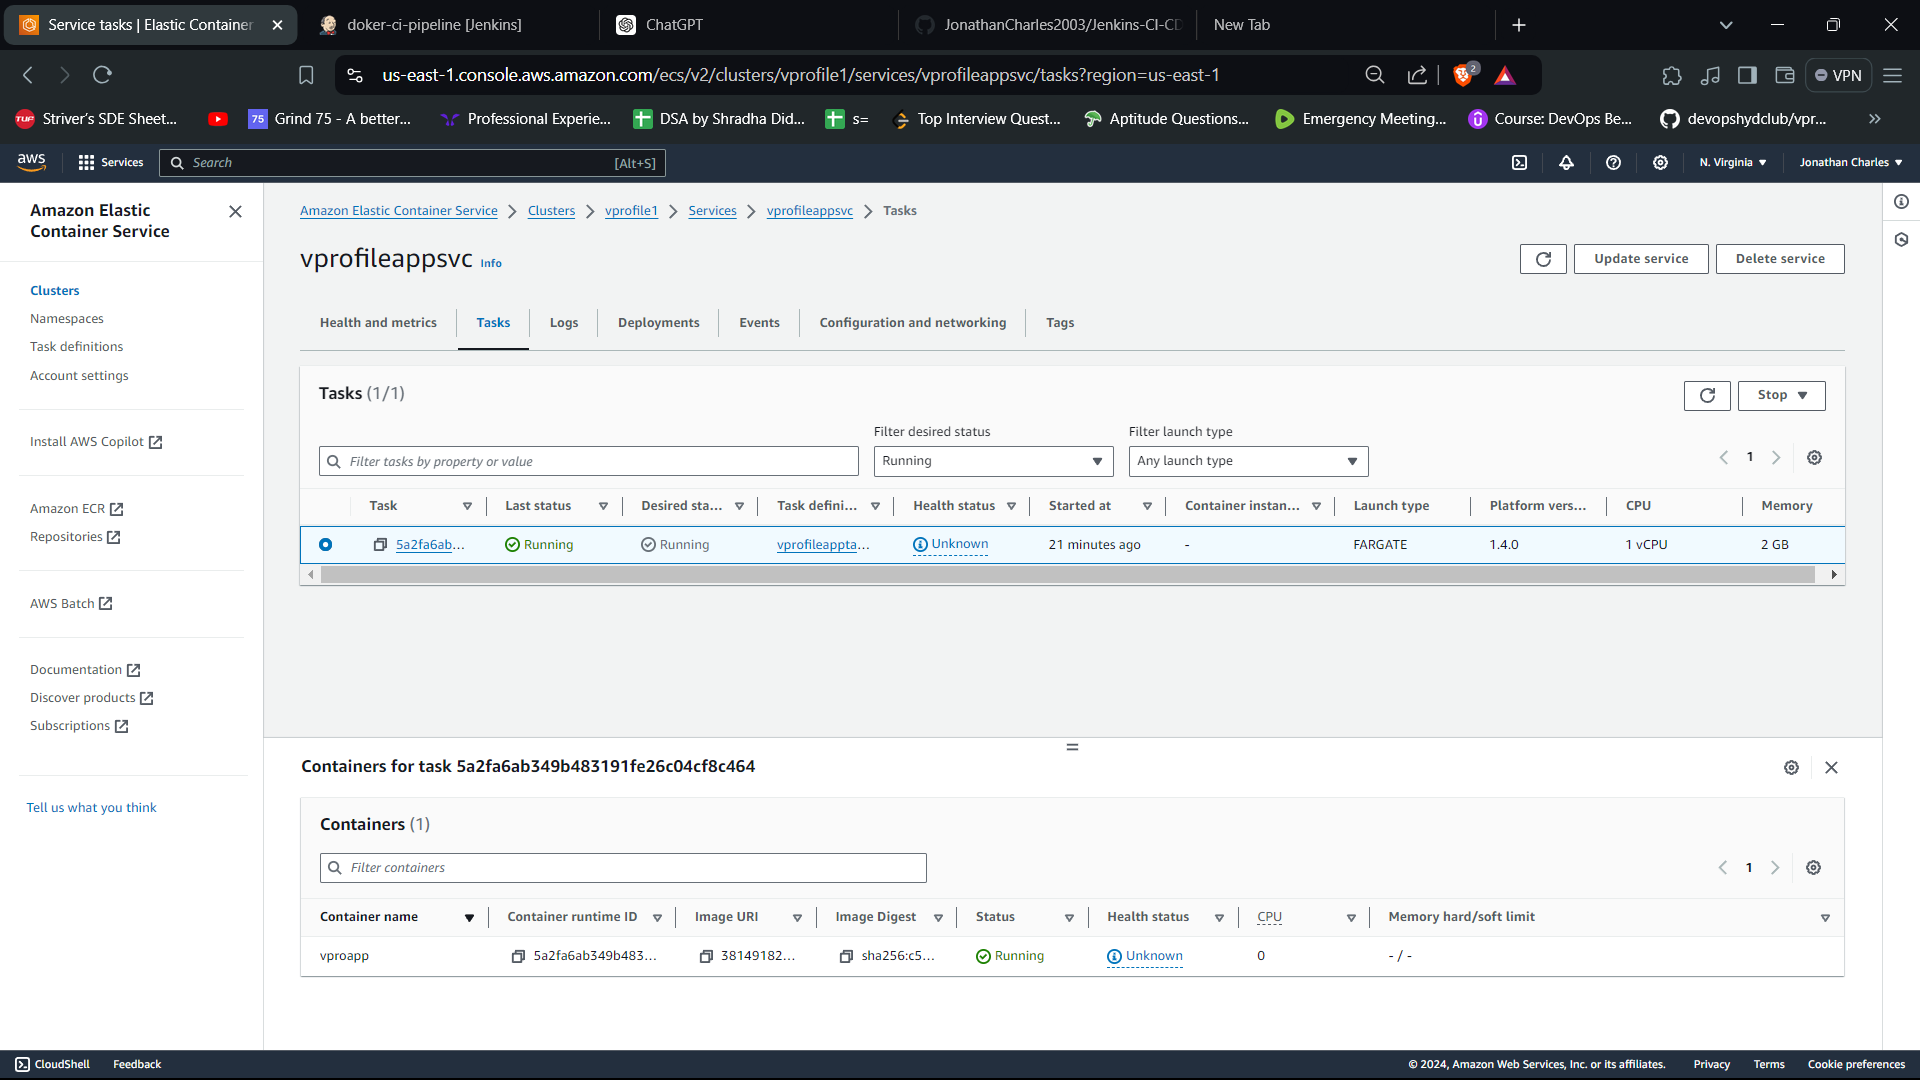 Service tasks | Elastic Container
doker-ci-pipeline [Jenkins]
ChatGPT
JonathanCharles2003/Jenkins-CI-CD
New Tab
us-east-1.console.aws.amazon.com/ecs/v2/clusters/vprofile1/services/vprofileappsvc/tasks?region=us-east-1
2
VPN
TUF Striver's SDE Sheet...
75 Grind 75 - A better...
Professional Experie...
DSA by Shradha Did...
s=
Top Interview Quest...
Aptitude Questions...
Emergency Meeting...
Course: DevOps Be...
devopshydclub/vpr...
aws
Services
Search
[Alt+S]
N. Virginia
Jonathan Charles
Amazon Elastic
Container Service
Clusters
Namespaces
Task definitions
Account settings
Install AWS Copilot
Amazon ECR
Repositories
AWS Batch
Documentation
Discover products
Subscriptions
Tell us what you think
Amazon Elastic Container Service > Clusters > vprofile1 > Services > vprofileappsvc > Tasks
vprofileappsvc Info
Update service
Delete service
Health and metrics
Tasks
Logs
Deployments
Events
Configuration and networking
Tags
Tasks (1/1)
Stop
Filter desired status
Filter launch type
Filter tasks by property or value
Running
Any launch type
1
Task Last status Desired sta... Task defini... Health status Started at Container instan... Launch type Platform vers... CPU Memory
5a2fa6ab... Running Running vprofileappta... Unknown 21 minutes ago - FARGATE 1.4.0 1 vCPU 2 GB
Containers for task 5a2fa6ab349b483191fe26c04cf8c464
Containers (1)
Filter containers
1
Container name Container runtime ID Image URI Image Digest Status Health status CPU Memory hard/soft limit
vproapp 5a2fa6ab349b483... 38149182... sha256:c5... Running Unknown 0 - / -
CloudShell
Feedback
© 2024, Amazon Web Services, Inc. or its affiliates.
Privacy
Terms
Cookie preferences